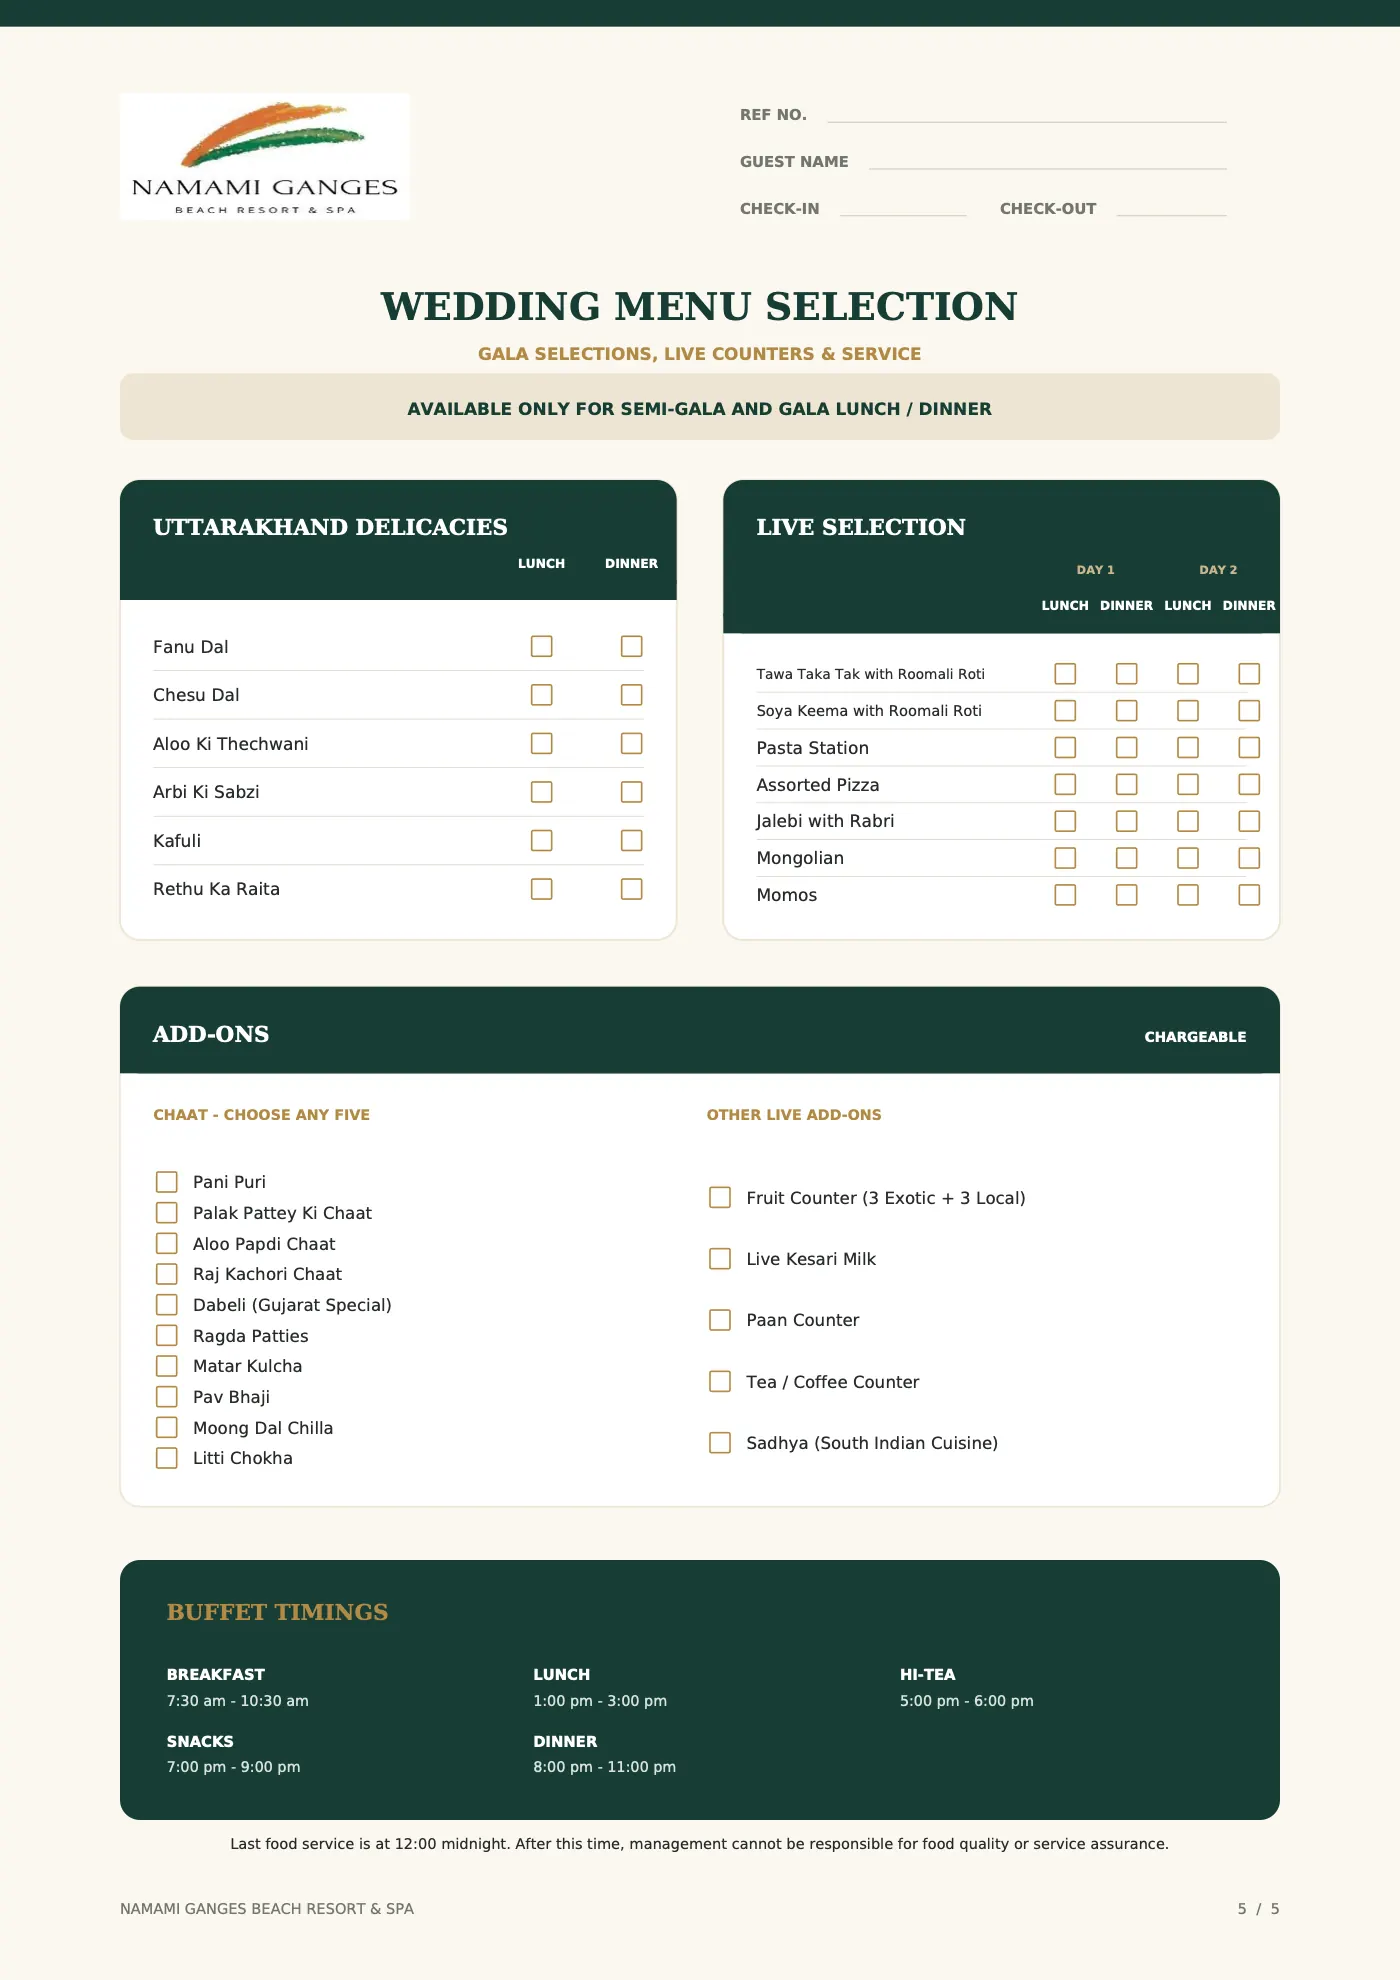 NAMAMI GANGES
BEACH RESORT & SPA
REF NO.
GUEST NAME
CHECK-IN CHECK-OUT
WEDDING MENU SELECTION
GALA SELECTIONS, LIVE COUNTERS & SERVICE
AVAILABLE ONLY FOR SEMI-GALA AND GALA LUNCH / DINNER
UTTARAKHAND DELICACIES
LUNCH DINNER
Fanu Dal
Chesu Dal
Aloo Ki Thechwani
Arbi Ki Sabzi
Kafuli
Rethu Ka Raita
LIVE SELECTION
DAY 1 DAY 2
LUNCH DINNER LUNCH DINNER
Tawa Taka Tak with Roomali Roti
Soya Keema with Roomali Roti
Pasta Station
Assorted Pizza
Jalebi with Rabri
Mongolian
Momos
ADD-ONS
CHARGEABLE
CHAAT - CHOOSE ANY FIVE
Pani Puri
Palak Pattey Ki Chaat
Aloo Papdi Chaat
Raj Kachori Chaat
Dabeli (Gujarat Special)
Ragda Patties
Matar Kulcha
Pav Bhaji
Moong Dal Chilla
Litti Chokha
OTHER LIVE ADD-ONS
Fruit Counter (3 Exotic + 3 Local)
Live Kesari Milk
Paan Counter
Tea / Coffee Counter
Sadhya (South Indian Cuisine)
BUFFET TIMINGS
BREAKFAST
7:30 am - 10:30 am
LUNCH
1:00 pm - 3:00 pm
HI-TEA
5:00 pm - 6:00 pm
SNACKS
7:00 pm - 9:00 pm
DINNER
8:00 pm - 11:00 pm
Last food service is at 12:00 midnight. After this time, management cannot be responsible for food quality or service assurance.
NAMAMI GANGES BEACH RESORT & SPA
5 / 5